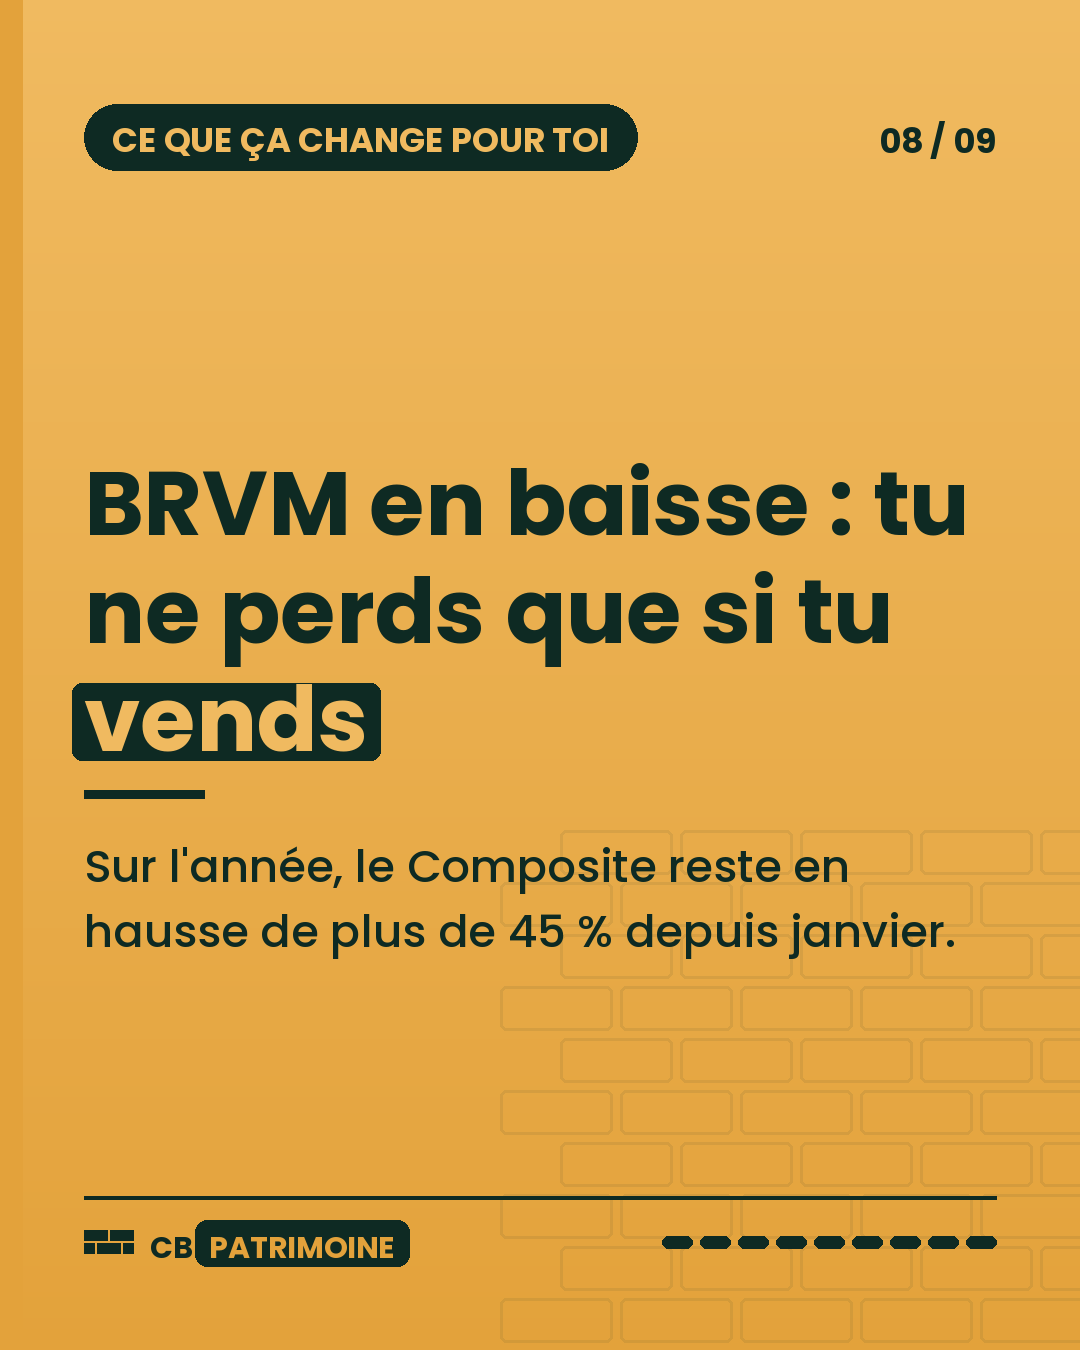 CE QUE ÇA CHANGE POUR TOI
08 / 09
BRVM en baisse : tu
ne perds que si tu
vends
Sur l'année, le Composite reste en
hausse de plus de 45 % depuis janvier.
CB PATRIMOINE